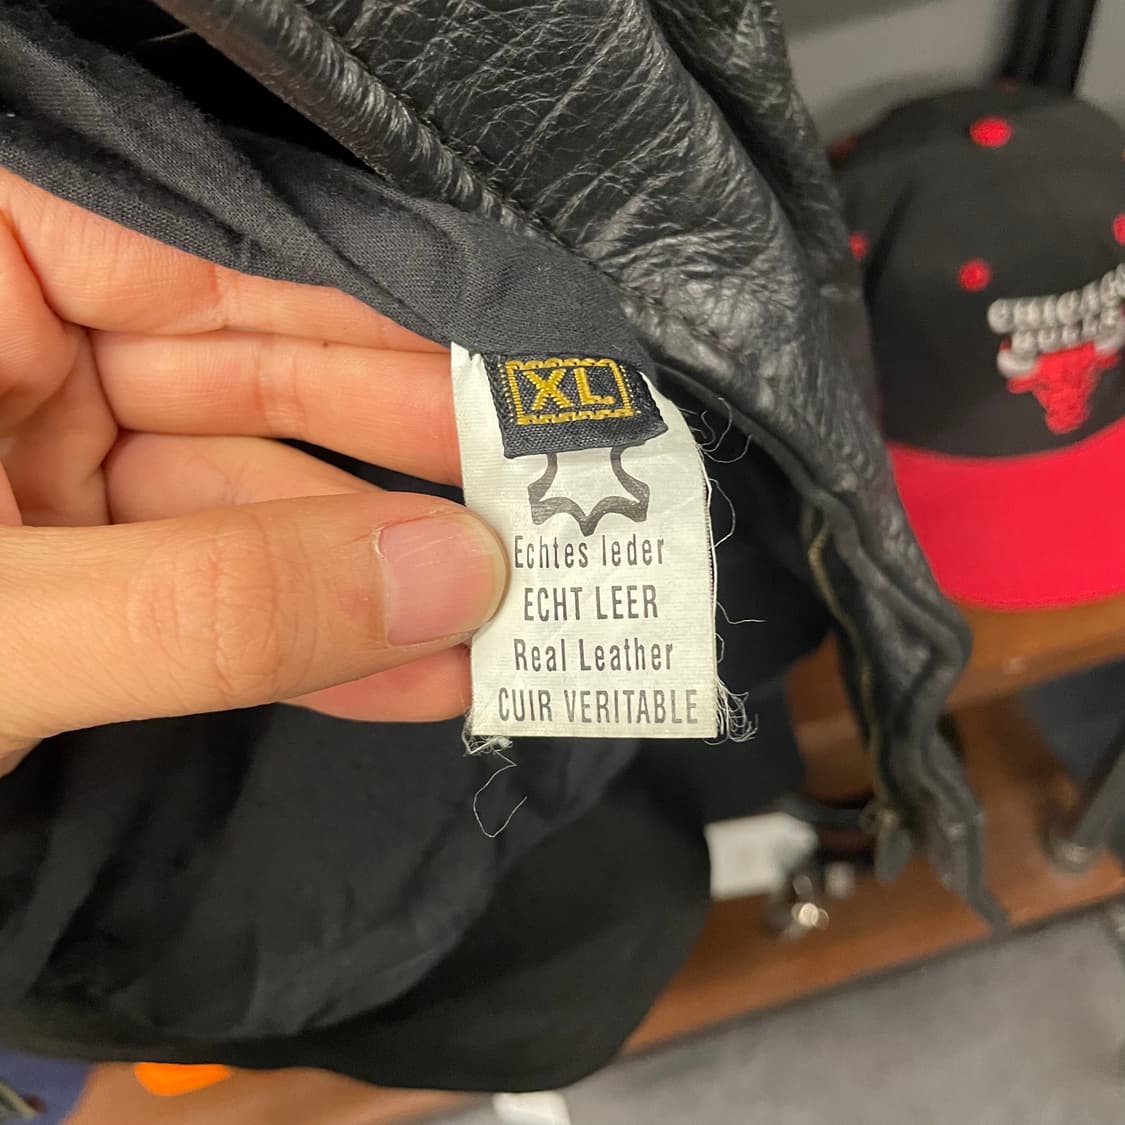 XL
Echtes leder
ECHT LEER
Real Leather
CUIR VERITABLE
CHICAGO
BULLS